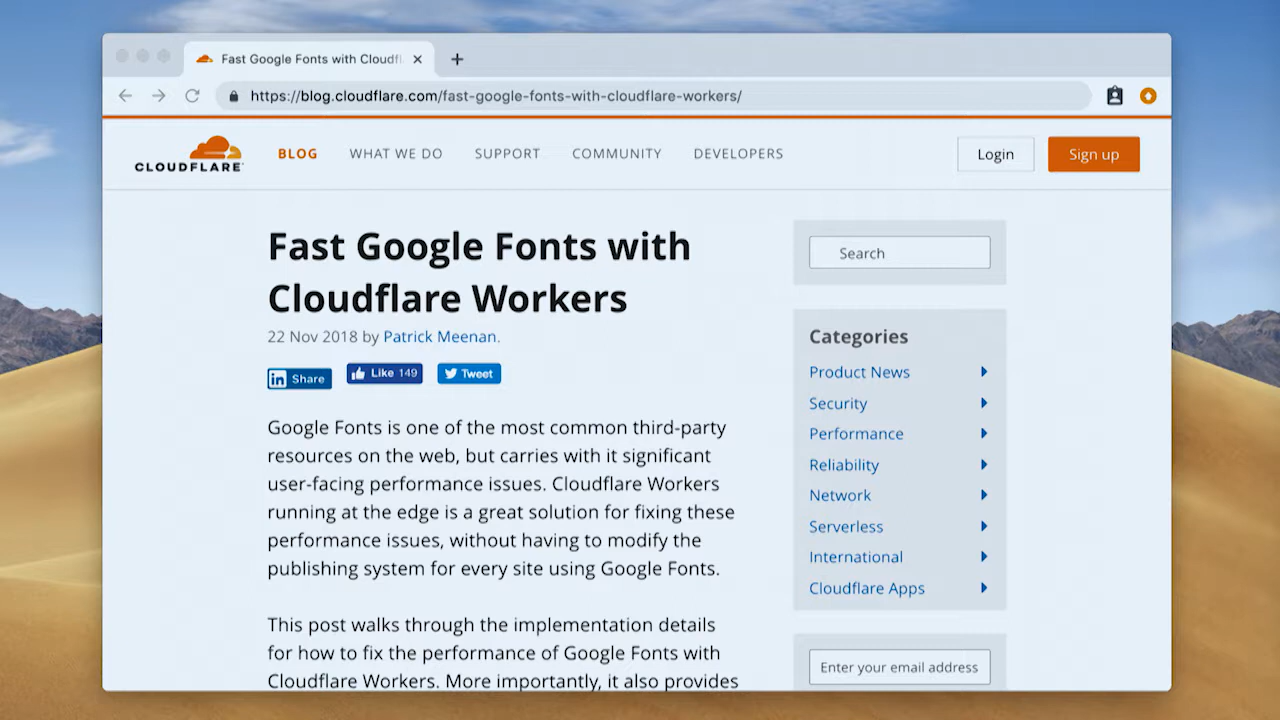 Fast Google Fonts with Cloudfl
https://blog.cloudflare.com/fast-google-fonts-with-cloudflare-workers/
CLOUDFLARE
BLOG
WHAT WE DO
SUPPORT
COMMUNITY
DEVELOPERS
Login
Sign up
Fast Google Fonts with
Cloudflare Workers
22 Nov 2018 by Patrick Meenan.
in Share
Like 149
Tweet
Google Fonts is one of the most common third-party
resources on the web, but carries with it significant
user-facing performance issues. Cloudflare Workers
running at the edge is a great solution for fixing these
performance issues, without having to modify the
publishing system for every site using Google Fonts.
This post walks through the implementation details
for how to fix the performance of Google Fonts with
Cloudflare Workers. More importantly, it also provides
Search
Categories
Product News
Security
Performance
Reliability
Network
Serverless
International
Cloudflare Apps
Enter your email address